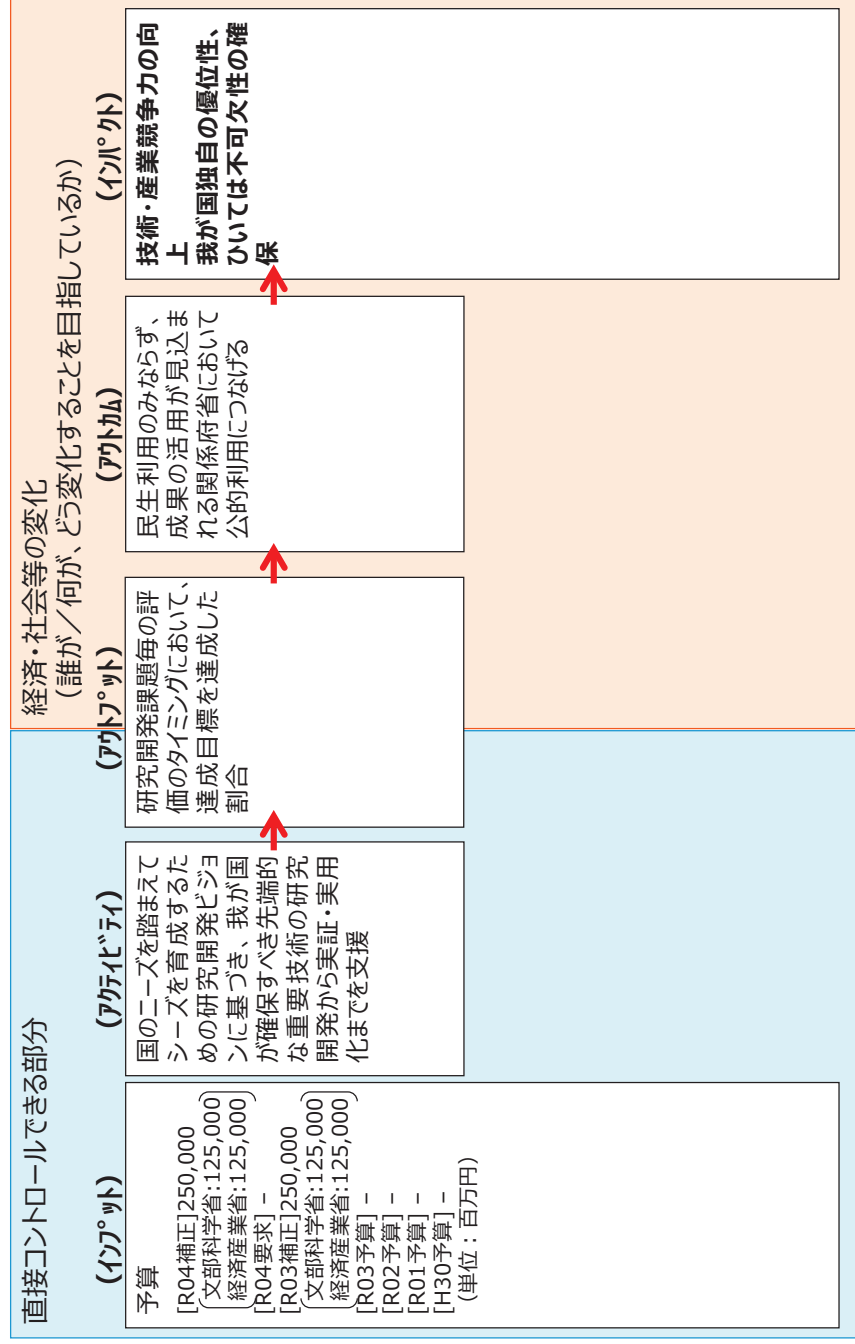 直接コントロールできる部分
(インプット)
予算
[R04補正]250,000
文部科学省:125,000
経済産業省:125,000
[R04要求] –
[R03補正]250,000
文部科学省:125,000
経済産業省:125,000
[R03予算] –
[R02予算] –
[R01予算] –
[H30予算] –
(単位：百万円)
(アクティビティ)
国のニーズを踏まえて
シーズを育成するた
めの研究開発ビジョ
ンに基づき、我が国
が確保すべき先端的
な重要技術の研究
開発から実証・実用
化までを支援
経済・社会等の変化
（誰が／何が、どう変化することを目指しているか）
(アウトプット)
研究開発課題毎の評
価のタイミングにおいて、
達成目標を達成した
割合
(アウトカム)
民生利用のみならず、
成果の活用が見込ま
れる関係府省において
公的利用につなげる
(インパクト)
技術・産業競争力の向
上
我が国独自の優位性、
ひいては不可欠性の確
保